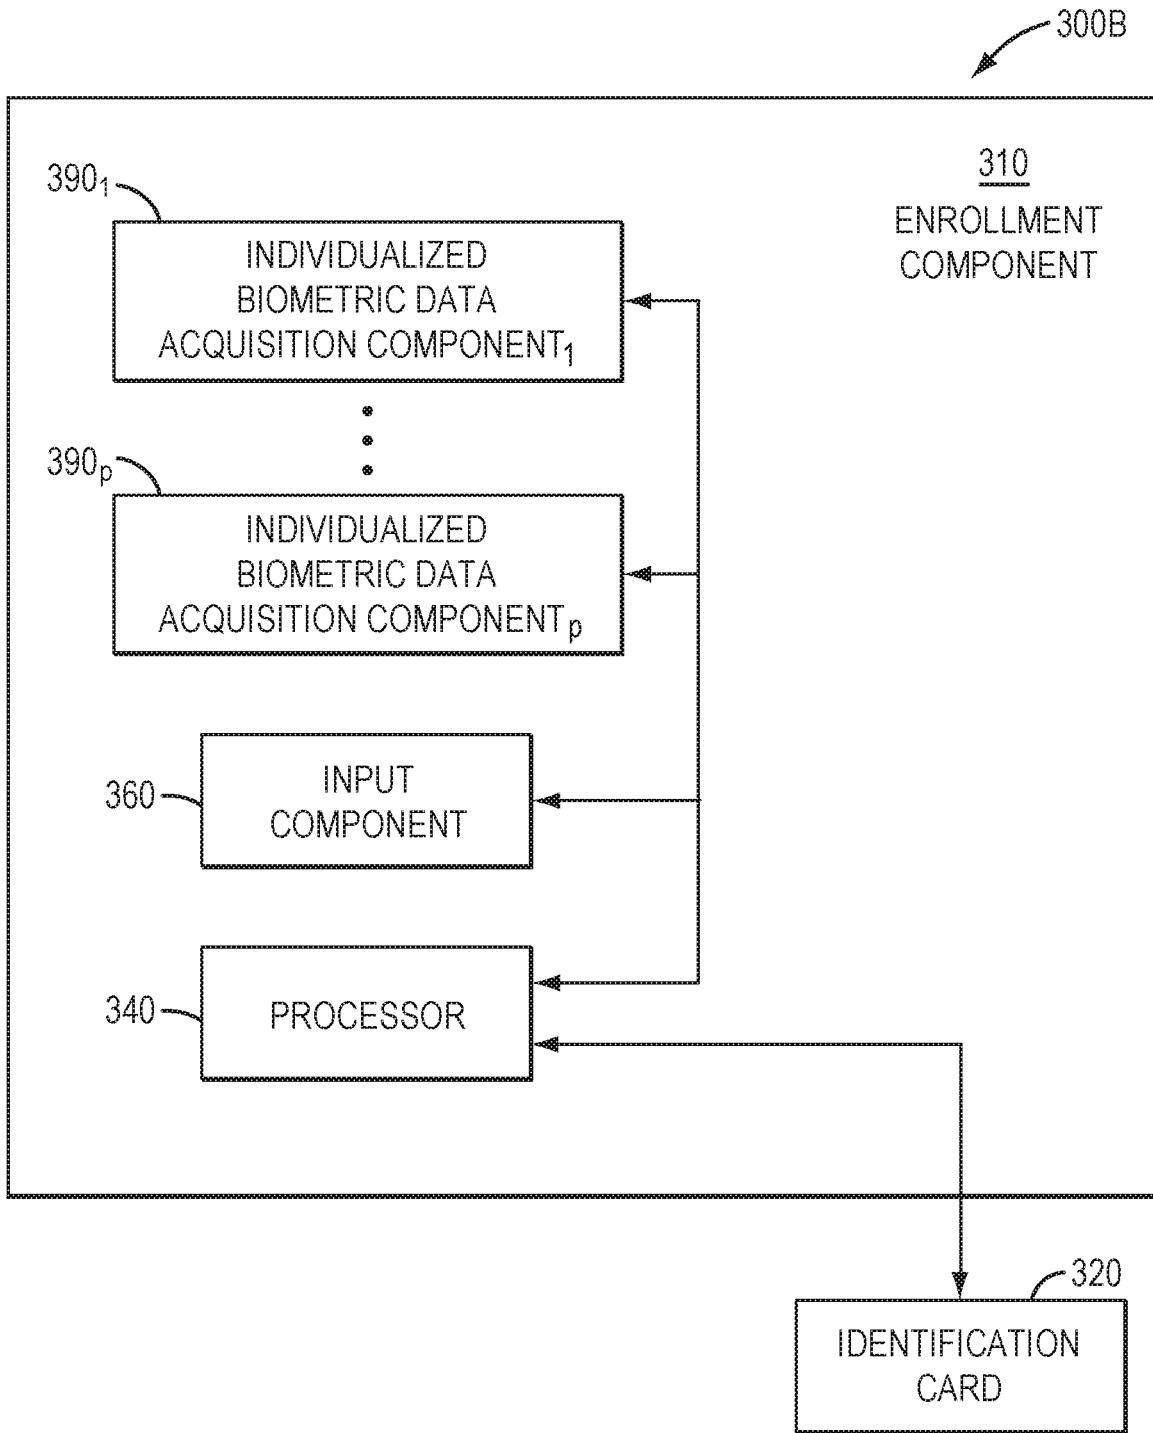 300B
310
ENROLLMENT
COMPONENT
390₁
INDIVIDUALIZED
BIOMETRIC DATA
ACQUISITION COMPONENT₁
390ₚ
INDIVIDUALIZED
BIOMETRIC DATA
ACQUISITION COMPONENTₚ
360
INPUT
COMPONENT
340
PROCESSOR
320
IDENTIFICATION
CARD